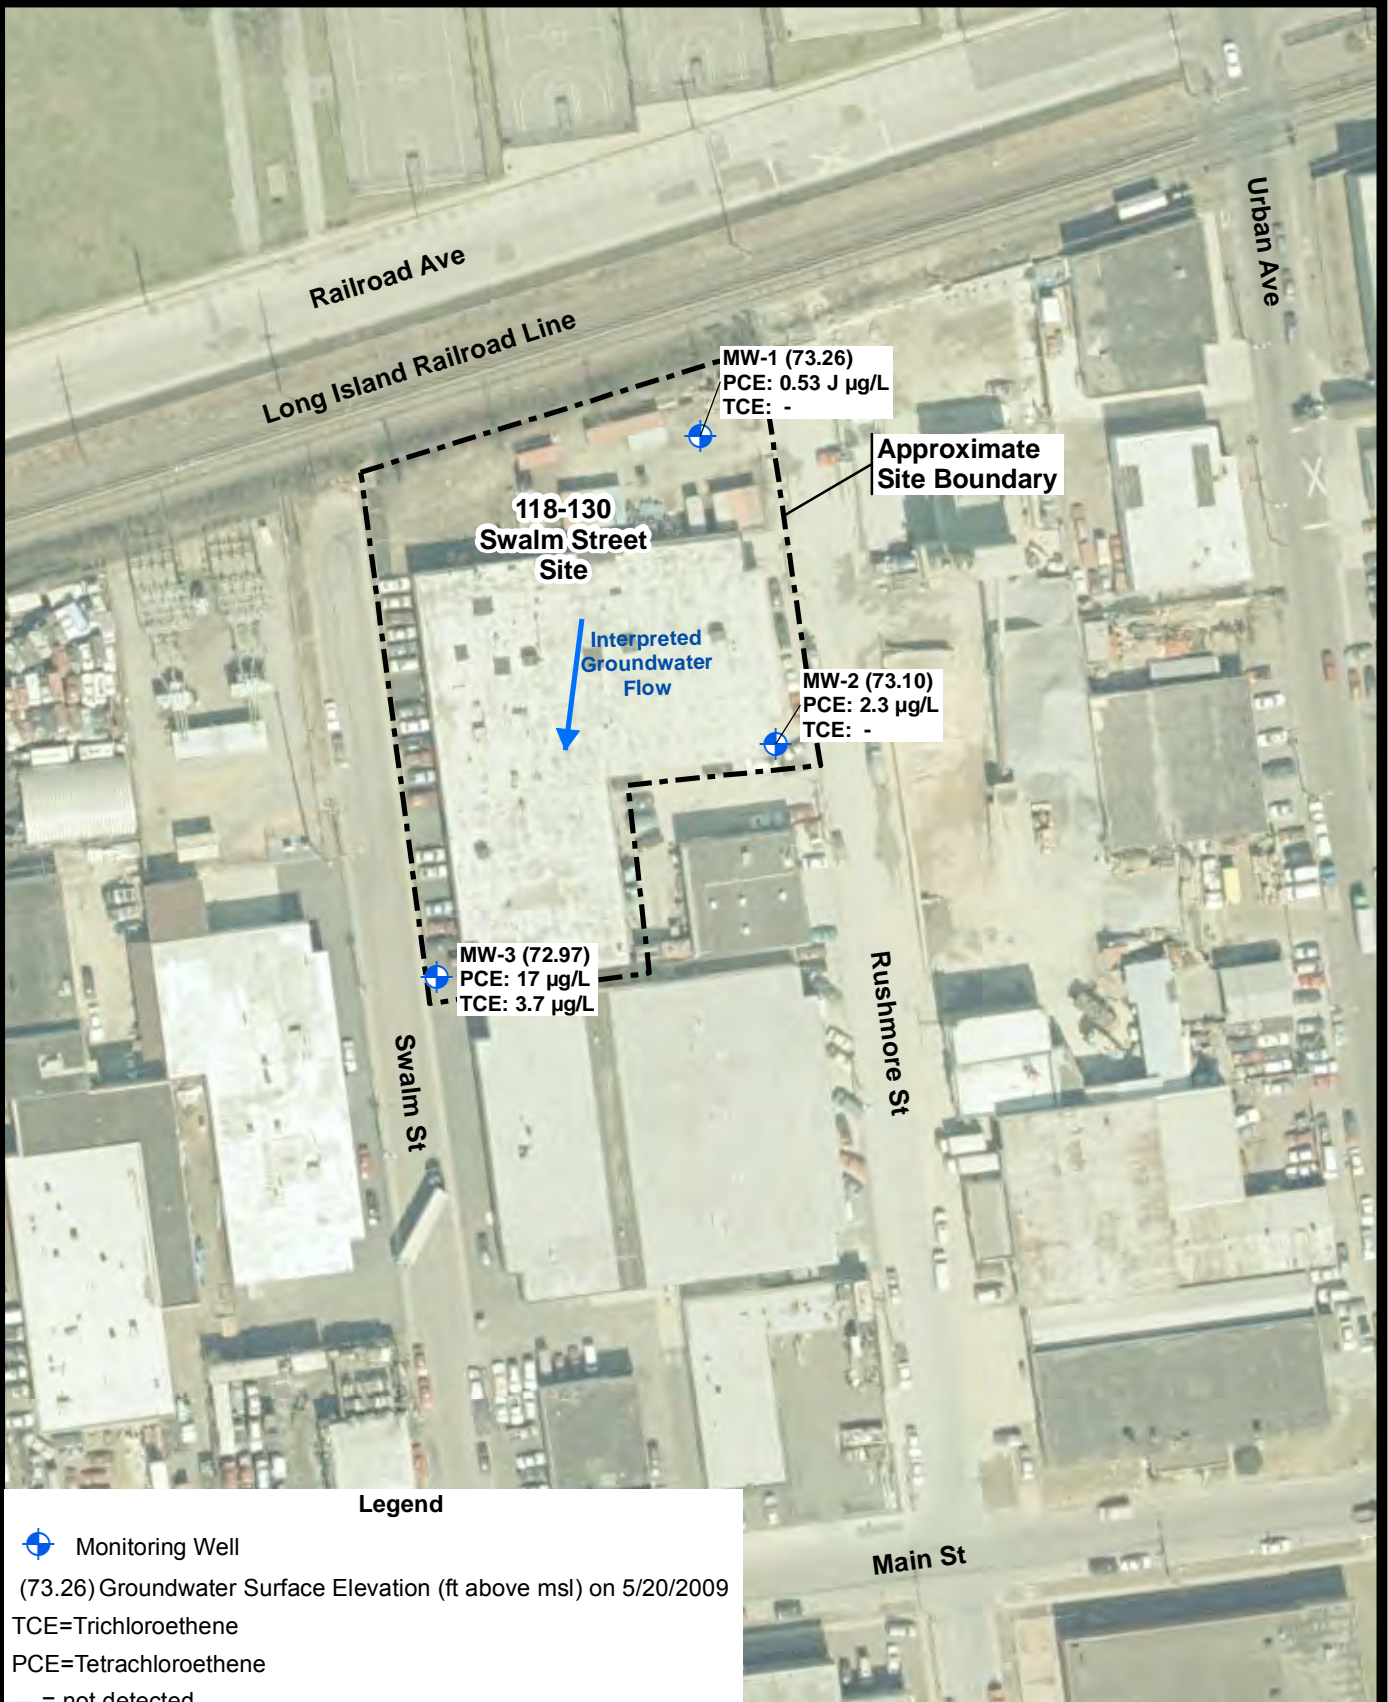 Railroad Ave
Long Island Railroad Line
Urban Ave
MW-1 (73.26)
PCE: 0.53 J µg/L
TCE: -
Approximate
Site Boundary
118-130
Swalm Street
Site
Interpreted
Groundwater
Flow
MW-2 (73.10)
PCE: 2.3 µg/L
TCE: -
MW-3 (72.97)
PCE: 17 µg/L
TCE: 3.7 µg/L
Swalm St
Rushmore St
Main St
Legend
Monitoring Well
(73.26) Groundwater Surface Elevation (ft above msl) on 5/20/2009
TCE=Trichloroethene
PCE=Tetrachloroethene
— = not detected